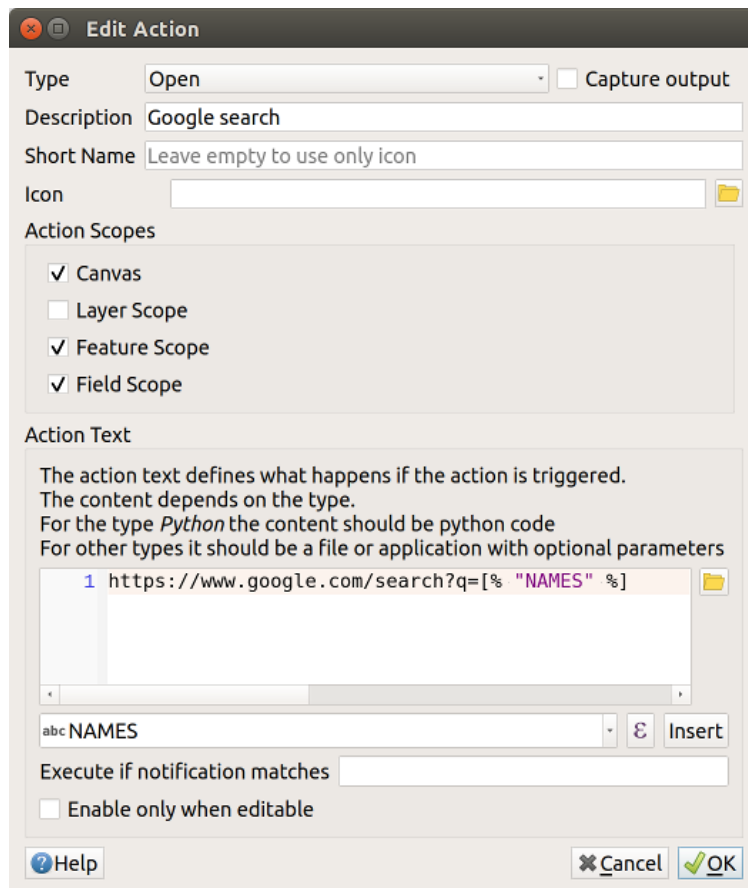 Edit Action
Type Open Capture output
Description Google search
Short Name Leave empty to use only icon
Icon
Action Scopes
Canvas
Layer Scope
Feature Scope
Field Scope
Action Text
The action text defines what happens if the action is triggered.
The content depends on the type.
For the type Python the content should be python code
For other types it should be a file or application with optional parameters
1 https://www.google.com/search?q=[% "NAMES" %]
abc NAMES ε Insert
Execute if notification matches
Enable only when editable
?Help Cancel OK